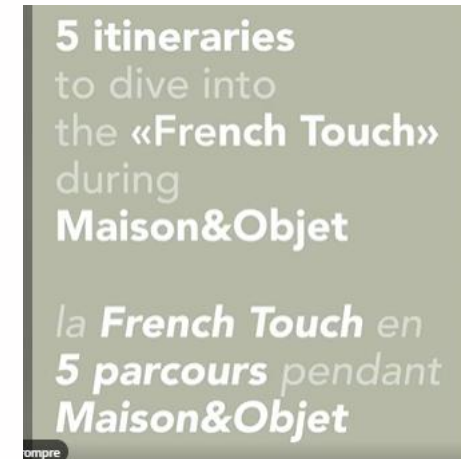 5 itineraries
to dive into
the «French Touch»
during
Maison&Objet
la French Touch en
5 parcours pendant
Maison&Objet
ompre